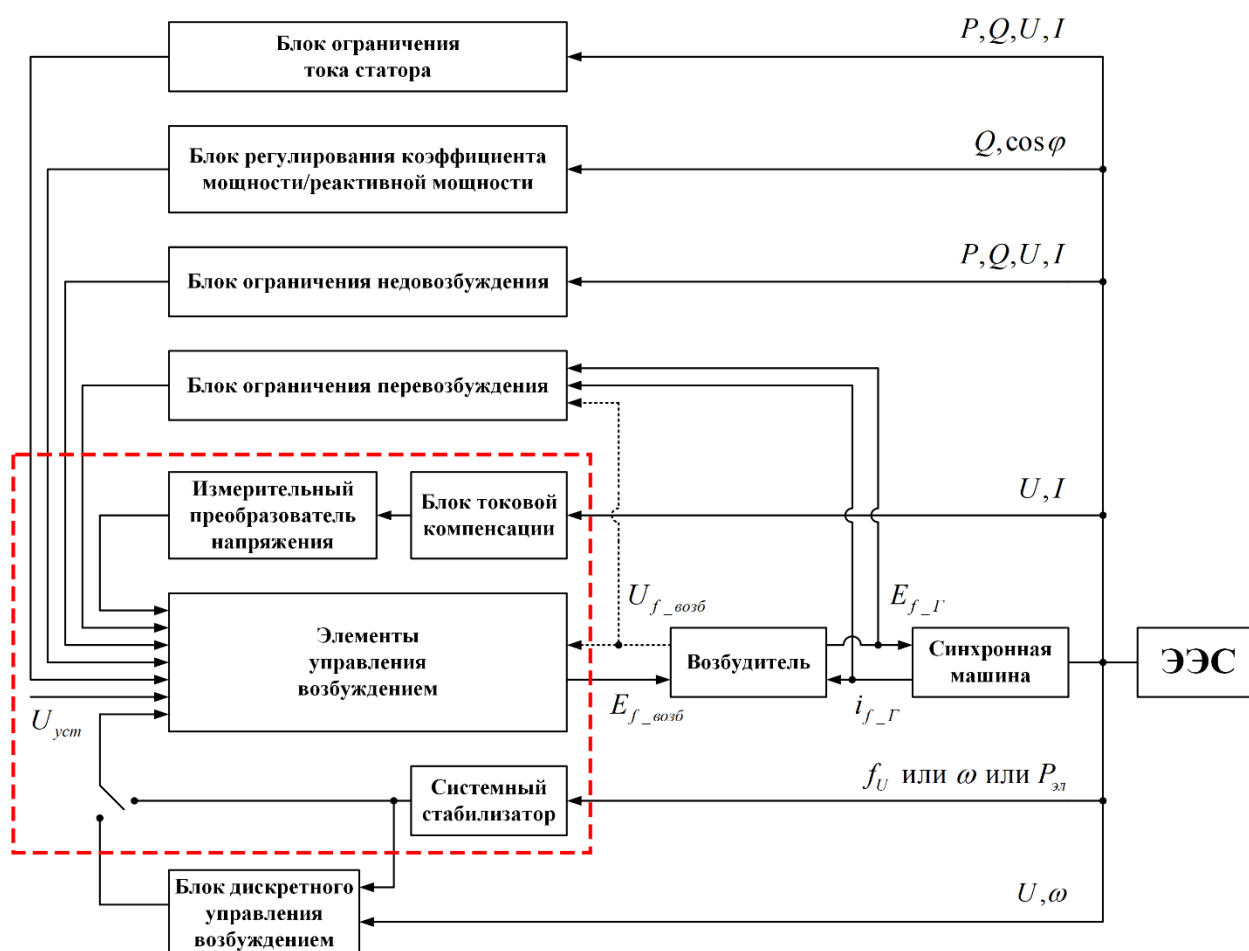 Блок ограничения
тока статора
P,Q,U,I
Блок регулирования коэффициента
мощности/реактивной мощности
Q,cosφ
Блок ограничения недовозбуждения
P,Q,U,I
Блок ограничения перевозбуждения
Измерительный
преобразователь
напряжения
Блок токовой
компенсации
U,I
Элементы
управления
возбуждением
U_f_возб
E_f_Г
Возбудитель
Синхронная
машина
ЭЭС
E_f_возб
i_f_Г
U_уст
Системный
стабилизатор
f_U или ω или P_эл
Блок дискретного
управления
возбуждением
U,ω